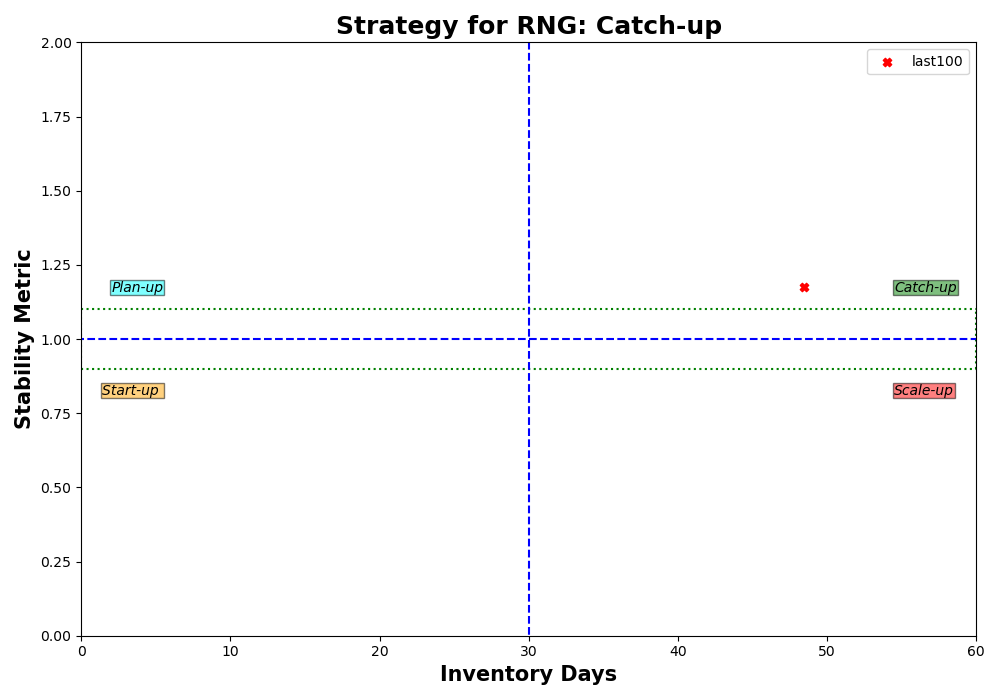 Strategy for RNG: Catch-up
last100
Stability Metric
2.00
1.75
1.50
1.25
1.00
0.75
0.50
0.25
0.00
Plan-up
Catch-up
Start-up
Scale-up
0 10 20 30 40 50 60
Inventory Days